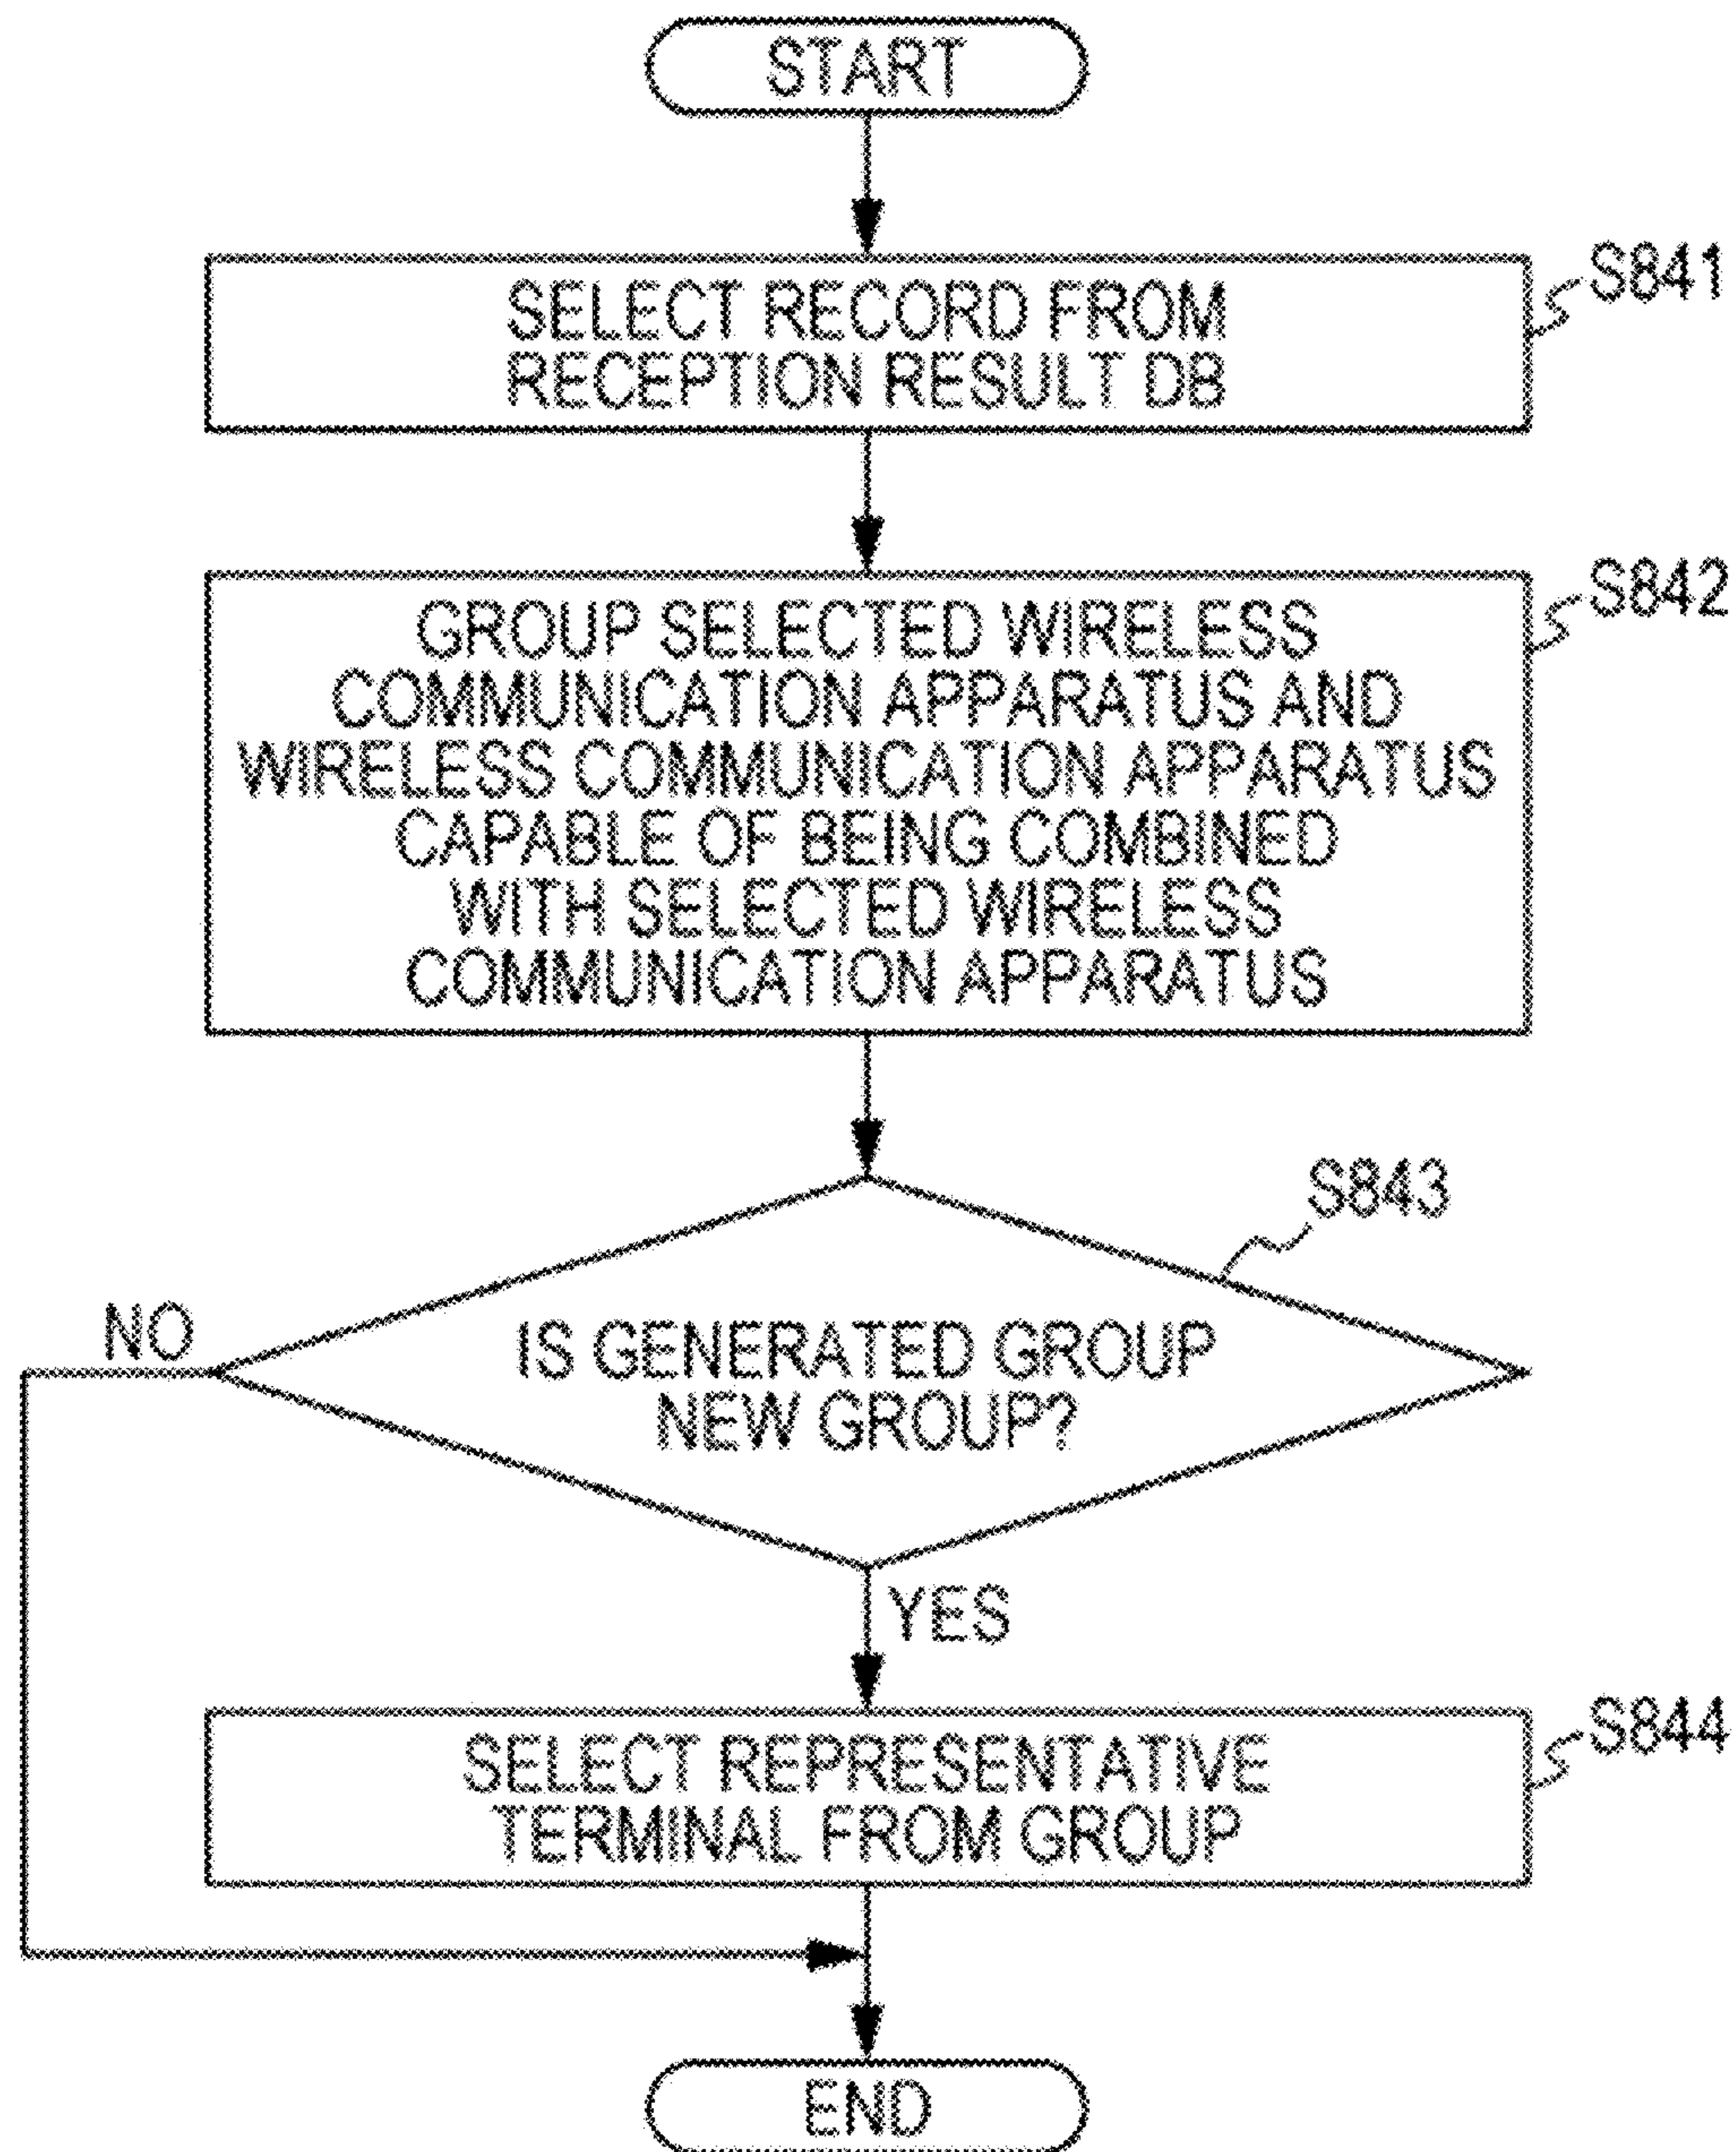 START
SELECT RECORD FROM
RECEPTION RESULT DB
S841
GROUP SELECTED WIRELESS
COMMUNICATION APPARATUS AND
WIRELESS COMMUNICATION APPARATUS
CAPABLE OF BEING COMBINED
WITH SELECTED WIRELESS
COMMUNICATION APPARATUS
S842
S843
IS GENERATED GROUP
NEW GROUP?
NO
YES
SELECT REPRESENTATIVE
TERMINAL FROM GROUP
S844
END